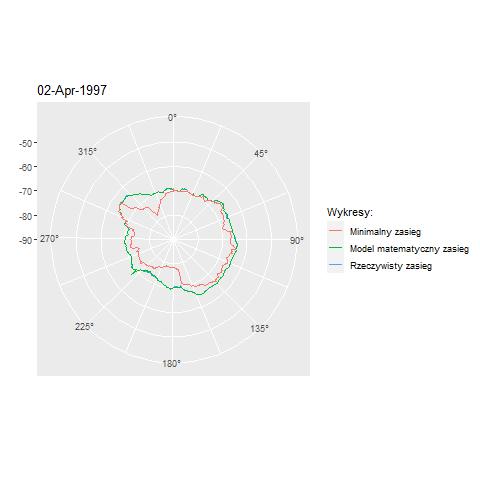 02-Apr-1997
0°
45°
90°
135°
180°
225°
270°
315°
-50
-60
-70
-80
-90
Wykresy:
Minimalny zasieg
Model matematyczny zasieg
Rzeczywisty zasieg